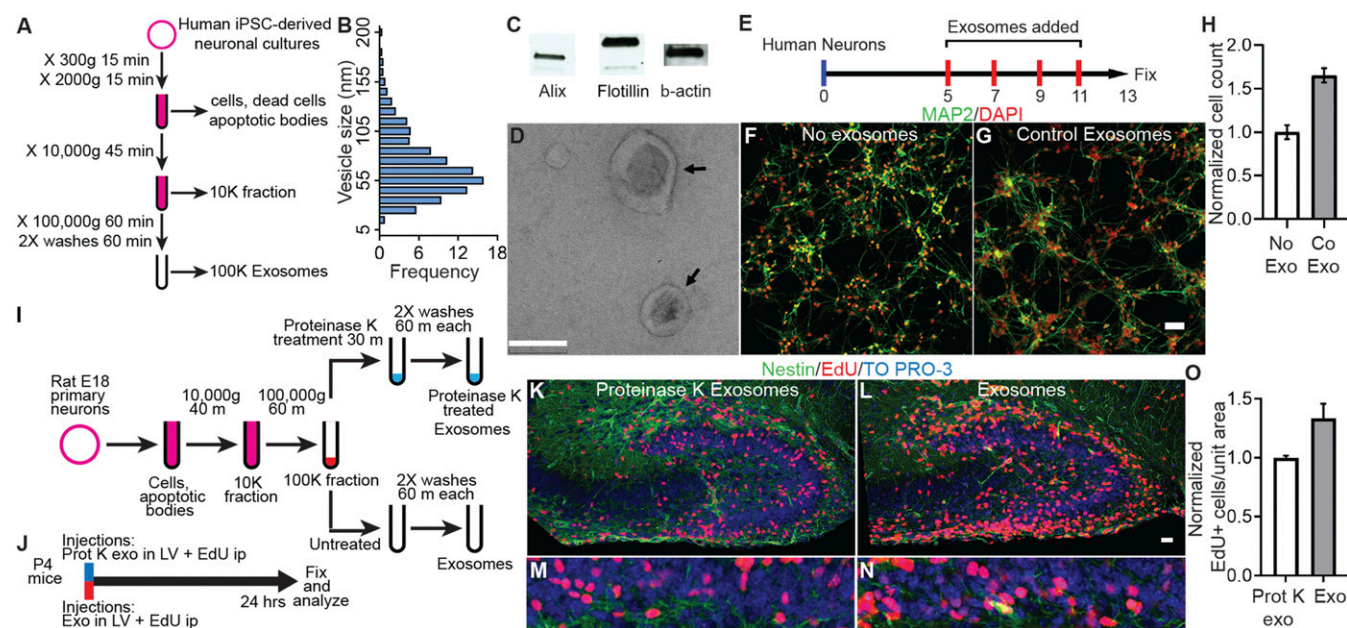 A
Human iPSC-derived
neuronal cultures
X 300g 15 min
X 2000g 15 min
cells, dead cells
apoptotic bodies
X 10,000g 45 min
10K fraction
X 100,000g 60 min
2X washes 60 min
100K Exosomes
B
Vesicle size (nm)
200
155
105
55
5
0 6 12 18
Frequency
C
Alix
Flotillin
b-actin
D
E
Exosomes added
Human Neurons
Fix
0 5 7 9 11 13
MAP2/DAPI
F
No exosomes
G
Control Exosomes
H
Normalized cell count
2.0
1.5
1.0
0.5
0.0
No
Exo
Co
Exo
I
Rat E18
primary
neurons
10,000g
40 m
100,000g
60 m
Cells,
apoptotic
bodies
10K
fraction
100K fraction
Proteinase K
treatment 30 m
2X washes
60 m each
Proteinase K
treated
Exosomes
Untreated
2X washes
60 m each
Exosomes
J
P4
mice
Injections:
Prot K exo in LV + EdU ip
24 hrs
Fix
and
analyze
Injections:
Exo in LV + EdU ip
Nestin/EdU/TO PRO-3
K
Proteinase K Exosomes
L
Exosomes
M
N
O
Normalized
EdU+ cells/unit area
1.5
1.0
0.5
0.0
Prot K
exo
Exo